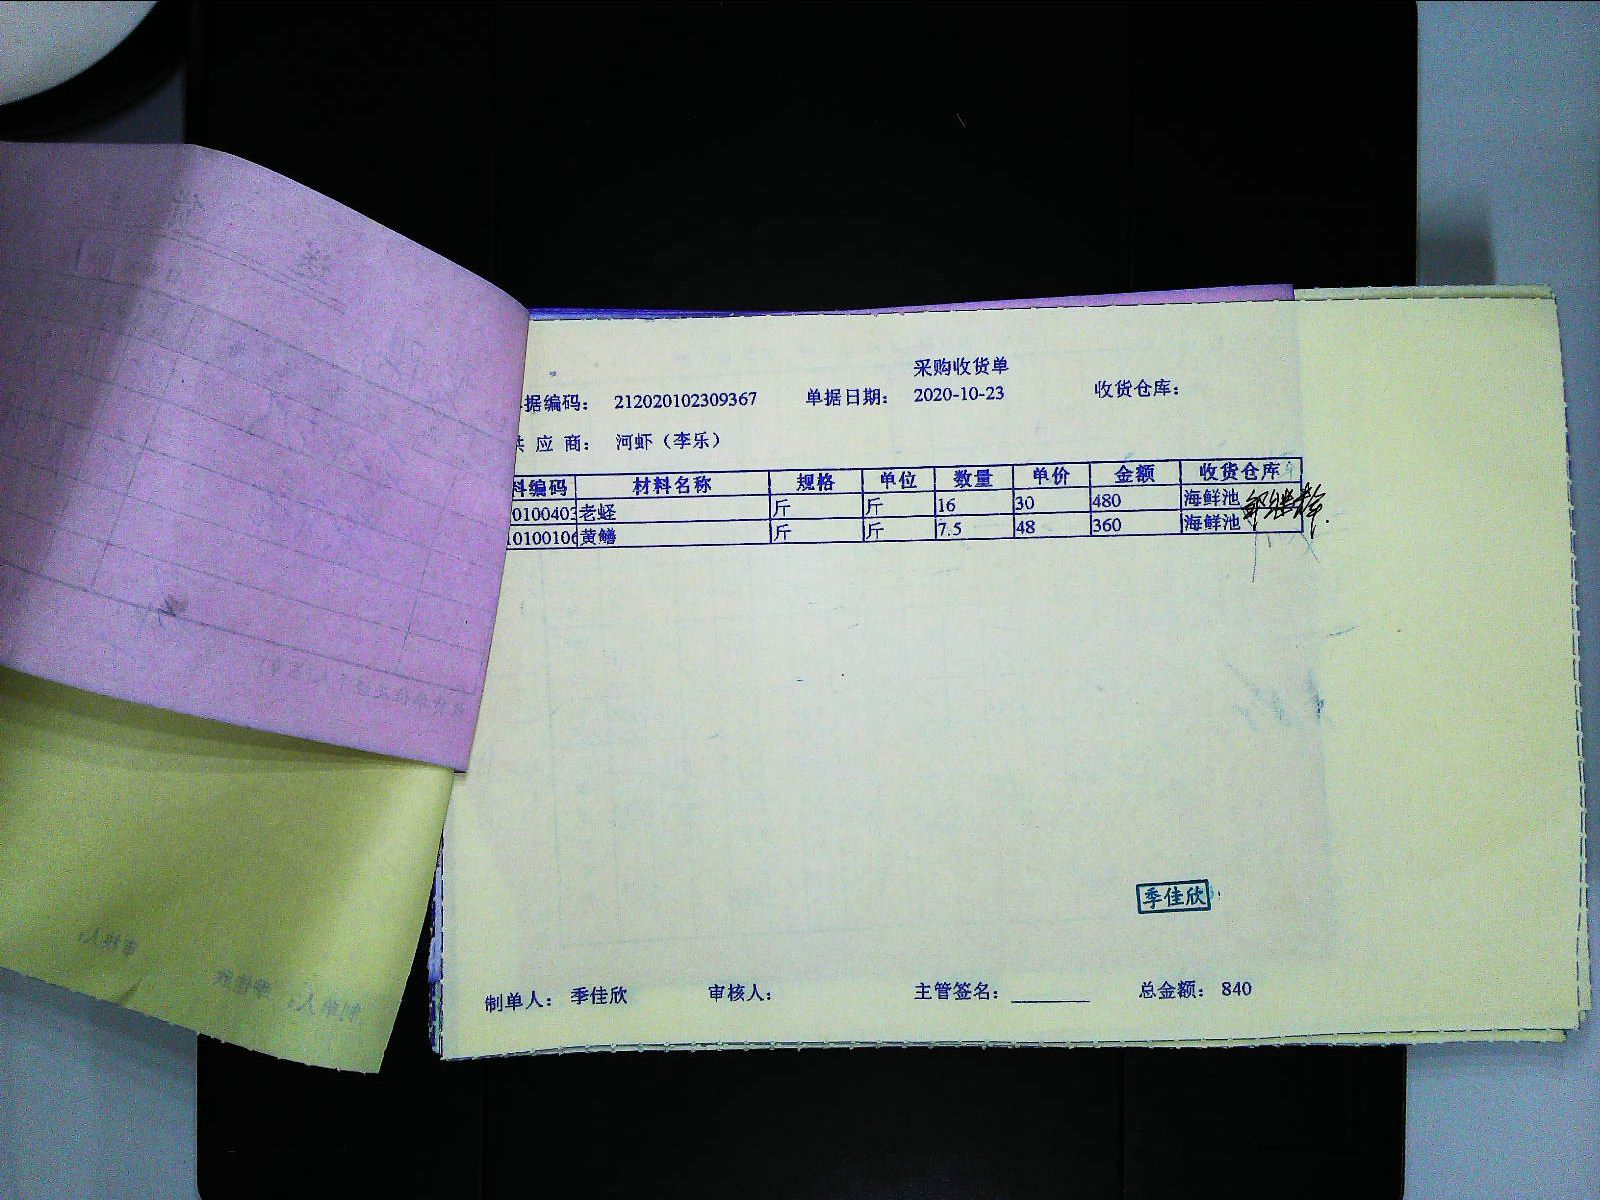 采购收货单
据编码： 212020102309367 单据日期： 2020-10-23 收货仓库：
供 应 商： 河虾（李乐）
料编码 材料名称 规格 单位 数量 单价 金额 收货仓库
0100403 老蛏 斤 斤 16 30 480 海鲜池
10100106 黄鳝 斤 斤 7.5 48 360 海鲜池
季佳欣
制单人： 季佳欣 审核人： 主管签名： 总金额： 840